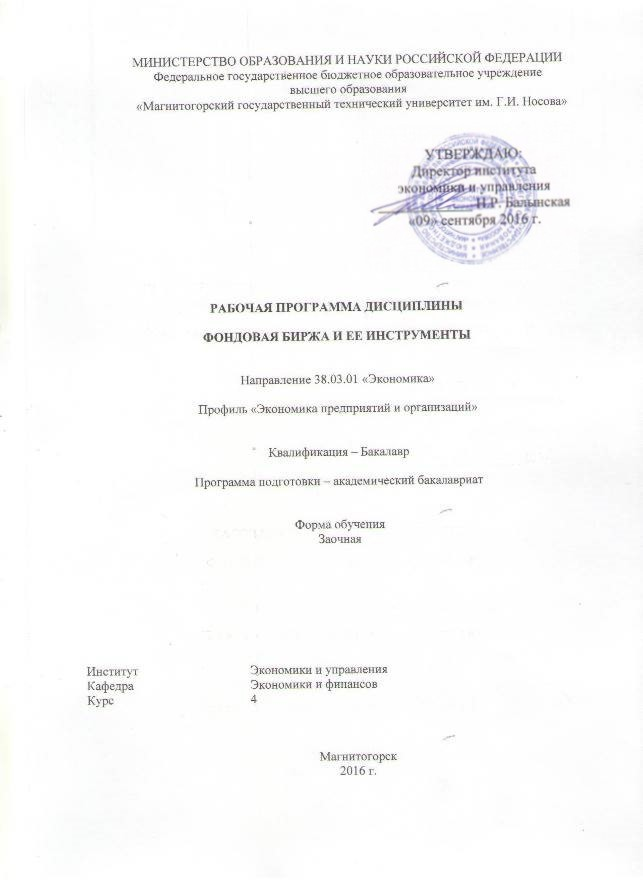 МИНИСТЕРСТВО ОБРАЗОВАНИЯ И НАУКИ РОССИЙСКОЙ ФЕДЕРАЦИИ
Федеральное государственное бюджетное образовательное учреждение
высшего образования
«Магнитогорский государственный технический университет им. Г.И. Носова»
УТВЕРЖДАЮ:
Директор института
экономики и управления
Н.Р. Балынская
«09» сентября 2016 г.
РАБОЧАЯ ПРОГРАММА ДИСЦИПЛИНЫ
ФОНДОВАЯ БИРЖА И ЕЕ ИНСТРУМЕНТЫ
Направление 38.03.01 «Экономика»
Профиль «Экономика предприятий и организаций»
Квалификация – Бакалавр
Программа подготовки – академический бакалавриат
Форма обучения
Заочная
Институт Экономики и управления
Кафедра Экономики и финансов
Курс 4
Магнитогорск
2016 г.